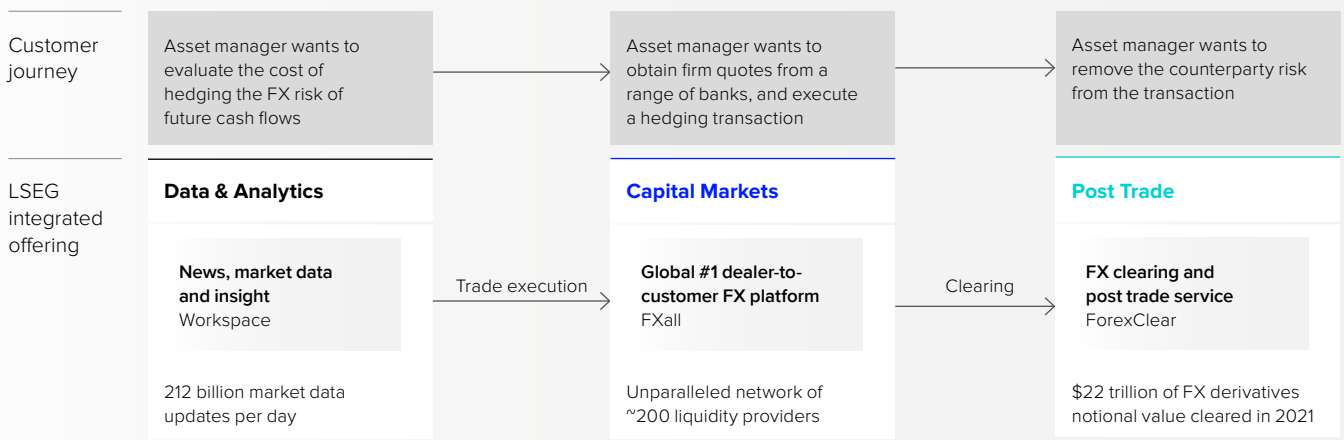 Customer
journey
Asset manager wants to
evaluate the cost of
hedging the FX risk of
future cash flows
Asset manager wants to
obtain firm quotes from a
range of banks, and execute
a hedging transaction
Asset manager wants to
remove the counterparty risk
from the transaction
LSEG
integrated
offering
Data & Analytics
News, market data
and insight
Workspace
212 billion market data
updates per day
Trade execution
Capital Markets
Global #1 dealer-to-
customer FX platform
FXall
Unparalleled network of
~200 liquidity providers
Clearing
Post Trade
FX clearing and
post trade service
ForexClear
$22 trillion of FX derivatives
notional value cleared in 2021